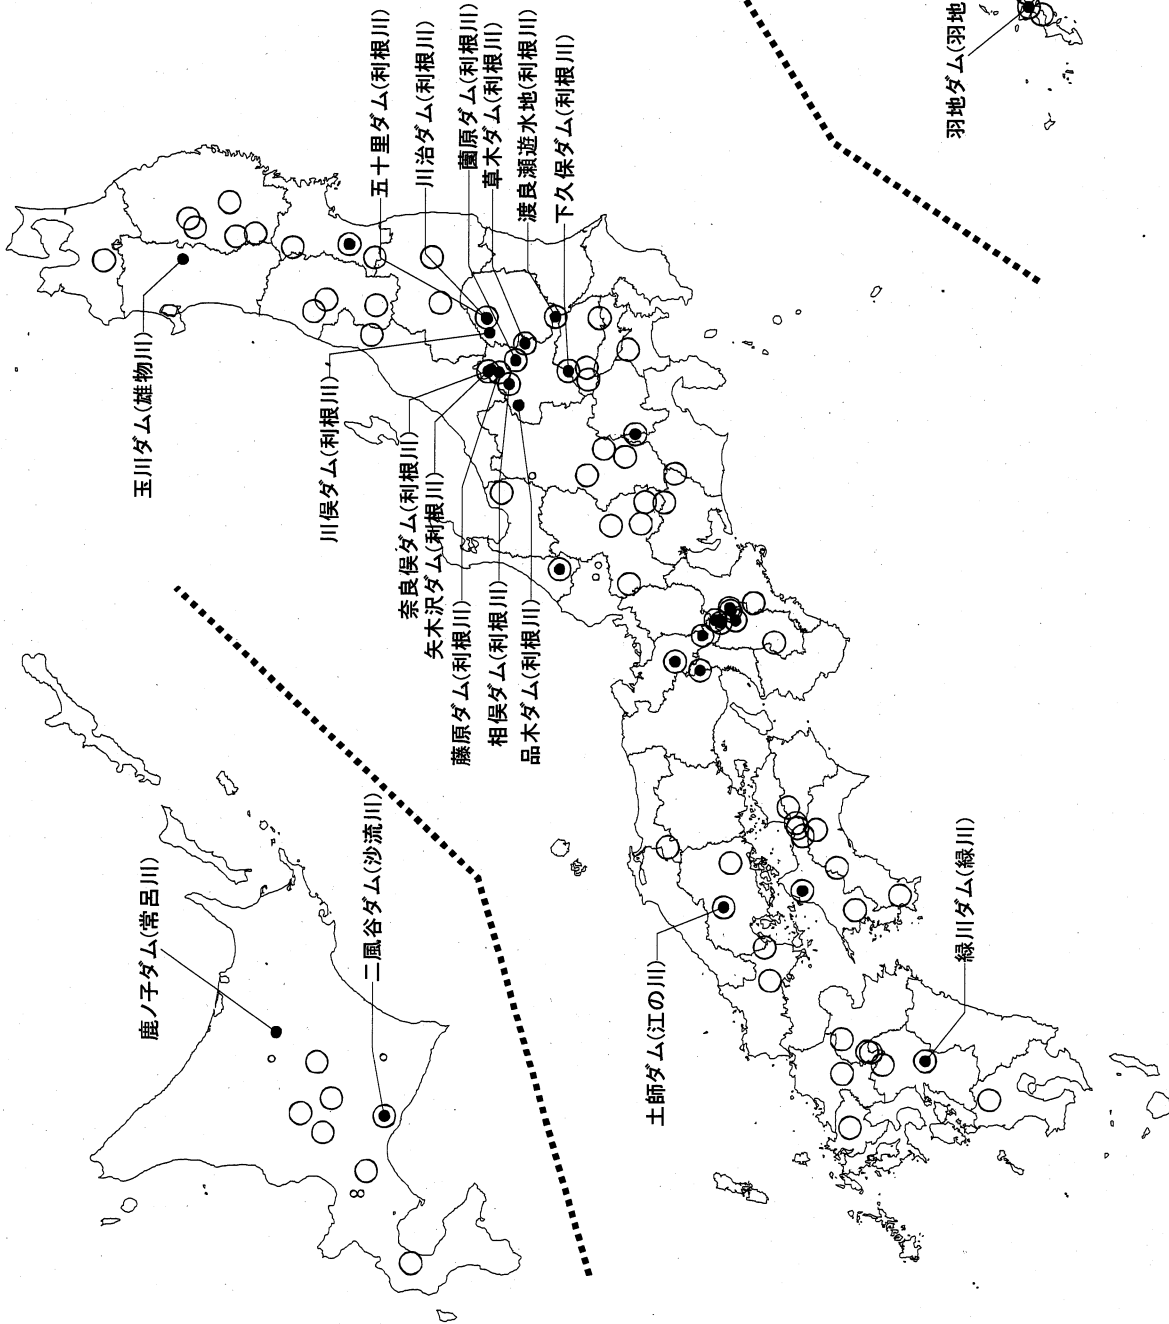 五十里ダム(利根川)
川治ダム(利根川)
薗原ダム(利根川)
草木ダム(利根川)
渡良瀬遊水地(利根川)
下久保ダム(利根川)
羽地ダム(羽地
玉川ダム(雄物川)
川俣ダム(利根川)
奈良俣ダム(利根川)
矢木沢ダム(利根川)
藤原ダム(利根川)
相俣ダム(利根川)
品木ダム(利根川)
鹿ノ子ダム(常呂川)
二風谷ダム(沙流川)
土師ダム(江の川)
緑川ダム(緑川)